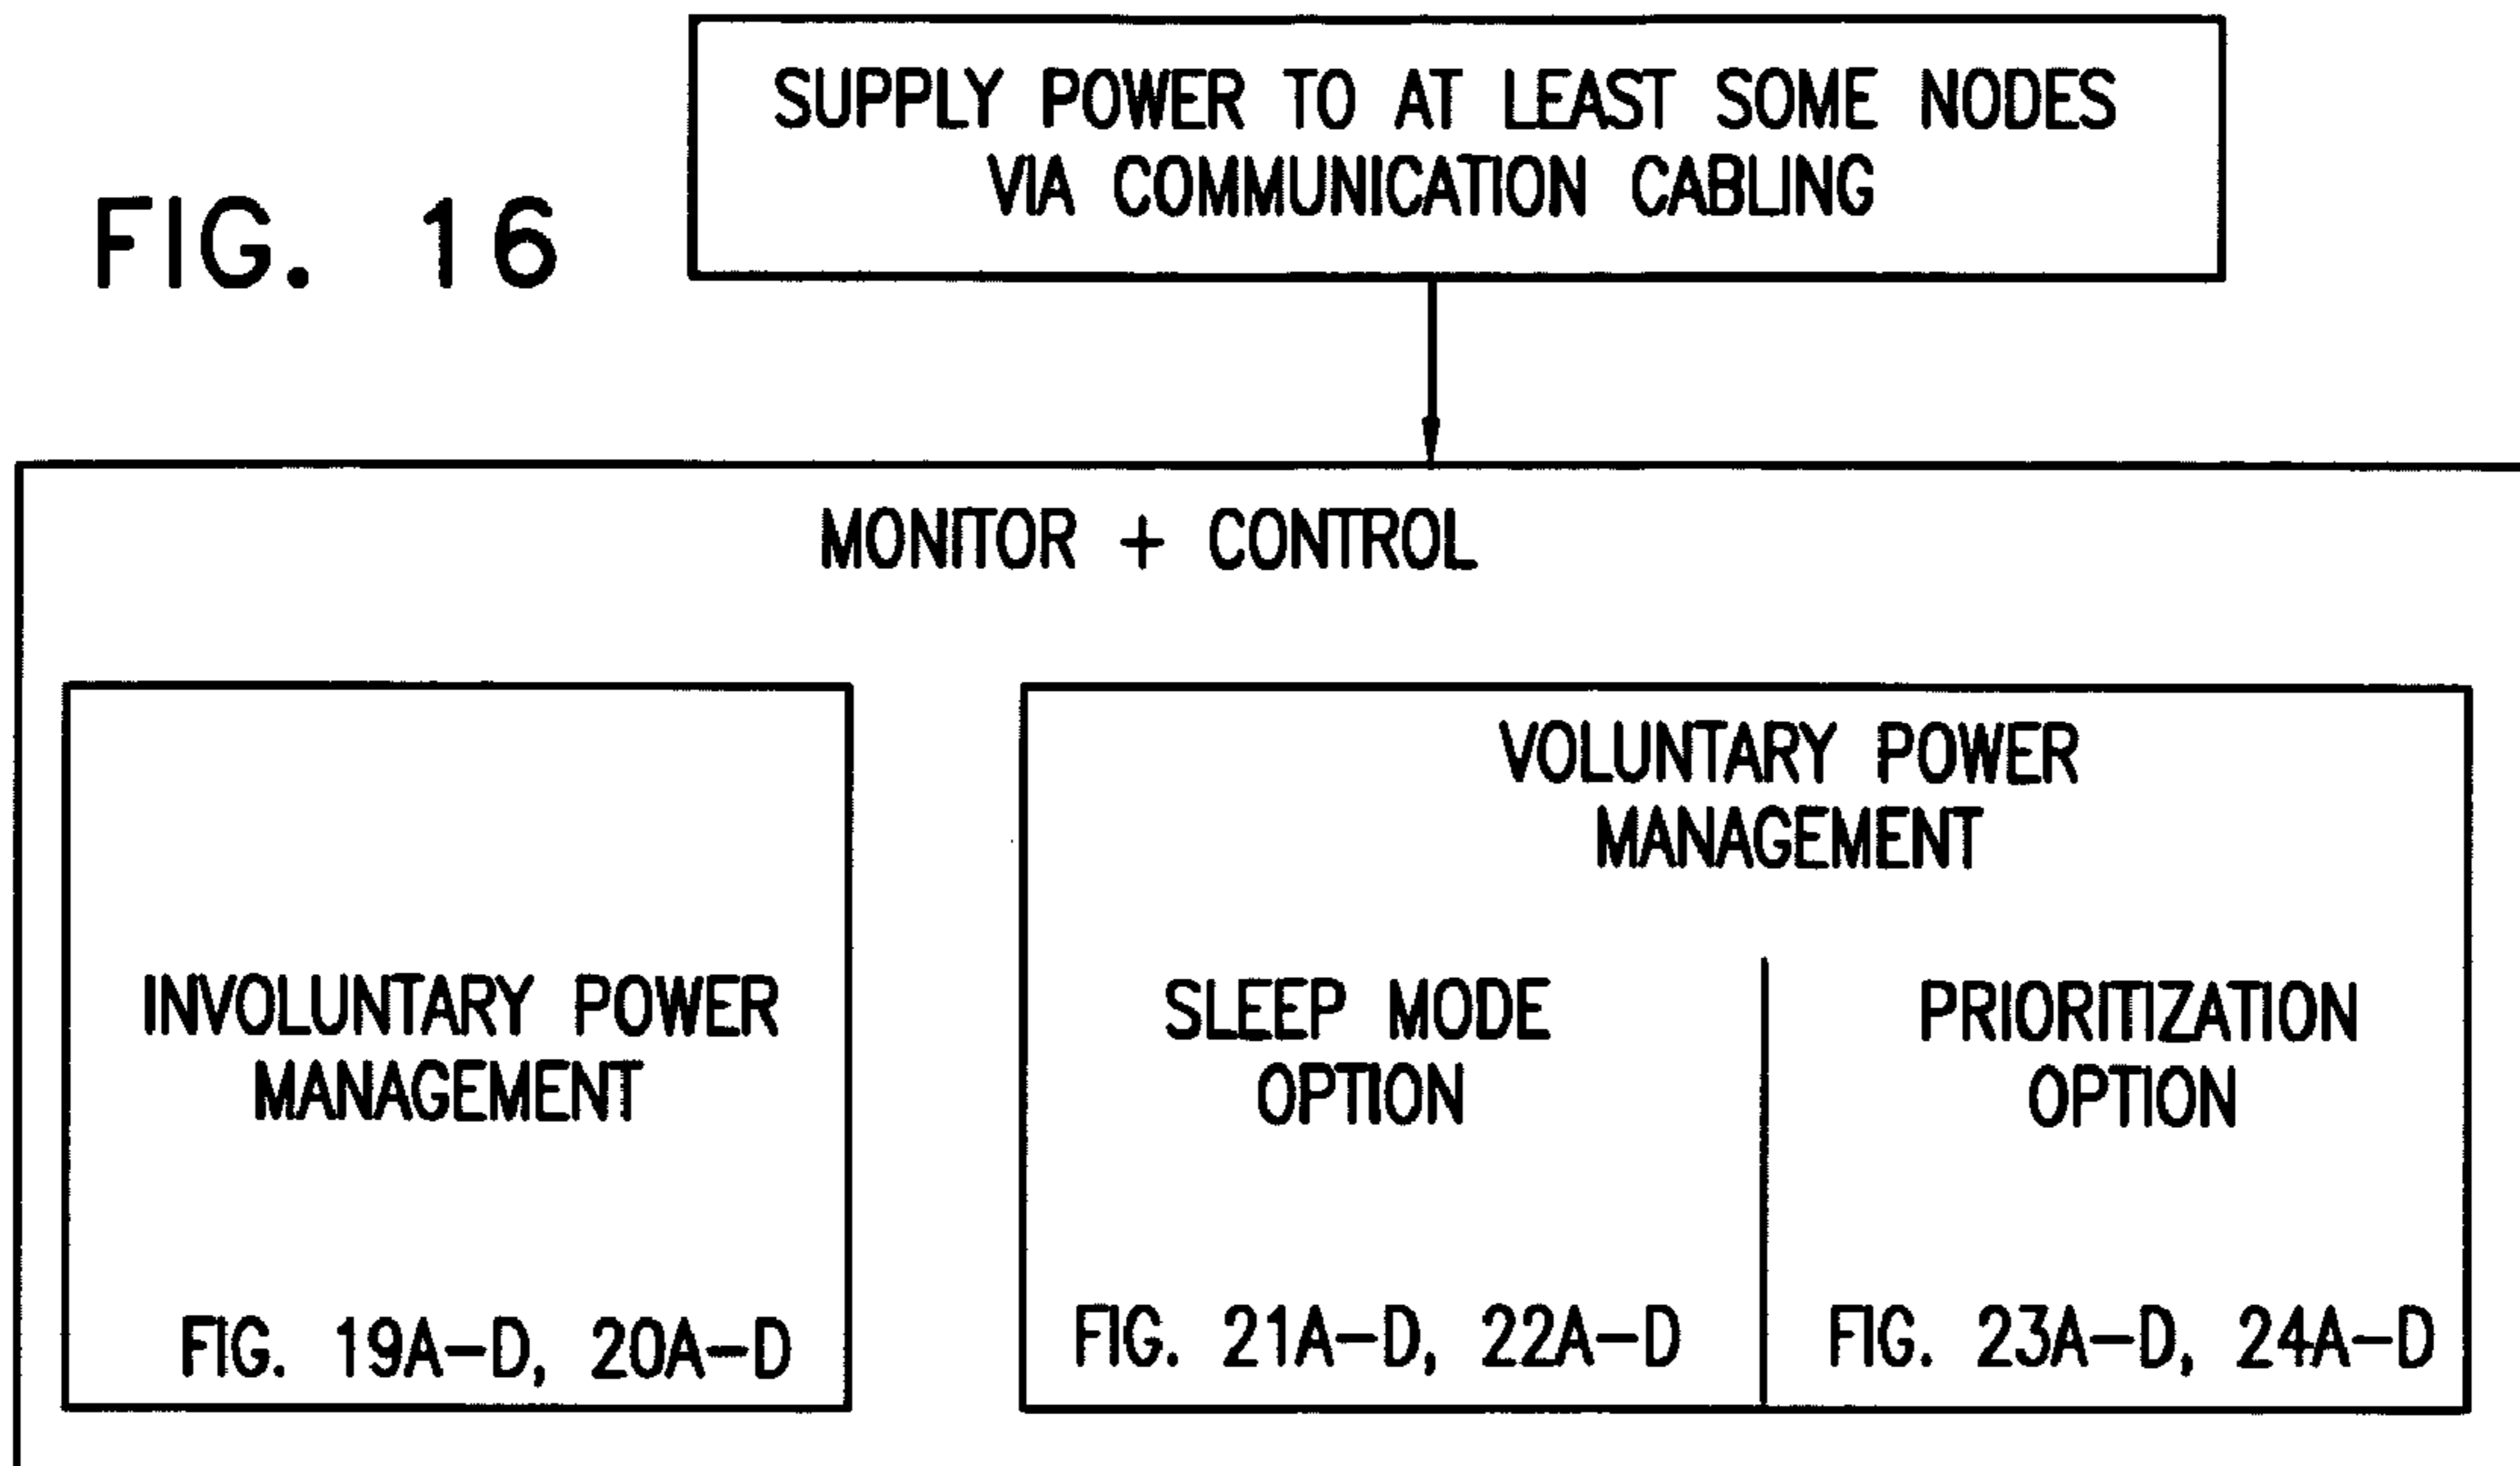 FIG. 16
SUPPLY POWER TO AT LEAST SOME NODES
VIA COMMUNICATION CABLING
MONITOR + CONTROL
INVOLUNTARY POWER
MANAGEMENT
FIG. 19A-D, 20A-D
VOLUNTARY POWER
MANAGEMENT
SLEEP MODE
OPTION
FIG. 21A-D, 22A-D
PRIORITIZATION
OPTION
FIG. 23A-D, 24A-D